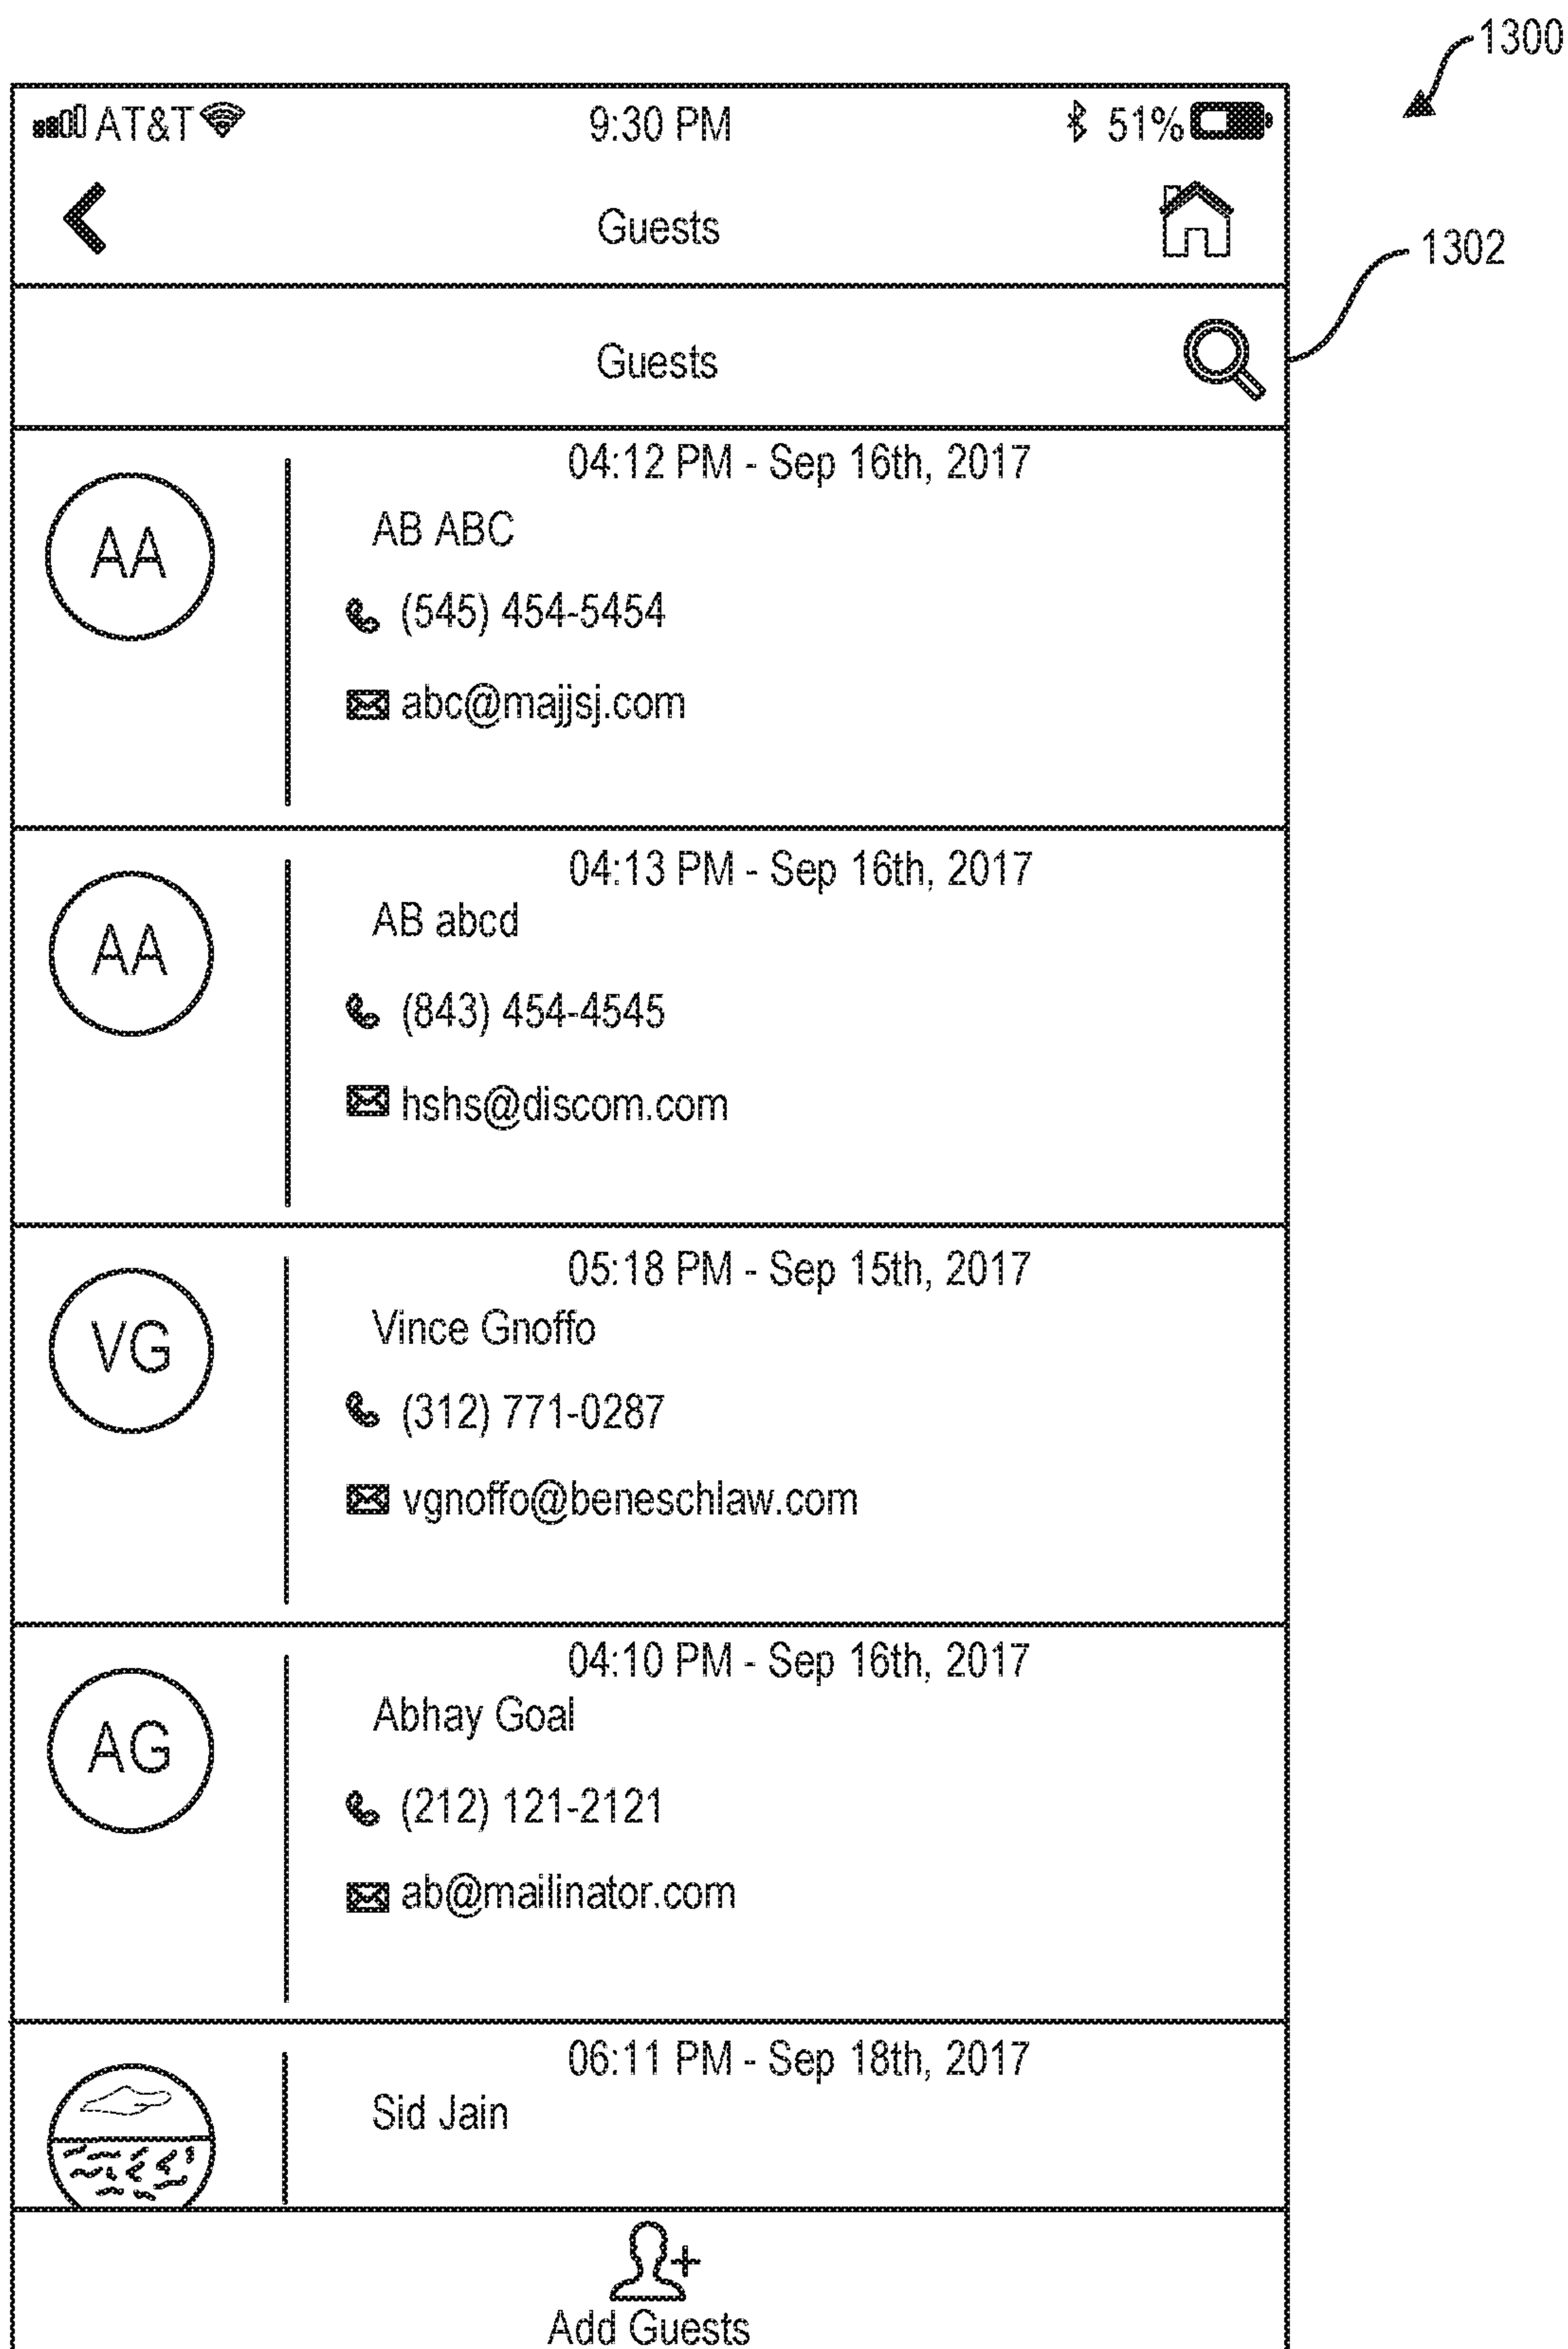 1300
AT&T 9:30 PM 51%
Guests
1302
Guests
04:12 PM - Sep 16th, 2017
AA
AB ABC
(545) 454-5454
abc@majjsj.com
04:13 PM - Sep 16th, 2017
AA
AB abcd
(843) 454-4545
hshs@discom.com
05:18 PM - Sep 15th, 2017
VG
Vince Gnoffo
(312) 771-0287
vgnoffo@beneschlaw.com
04:10 PM - Sep 16th, 2017
AG
Abhay Goal
(212) 121-2121
ab@mailinator.com
06:11 PM - Sep 18th, 2017
Sid Jain
Add Guests